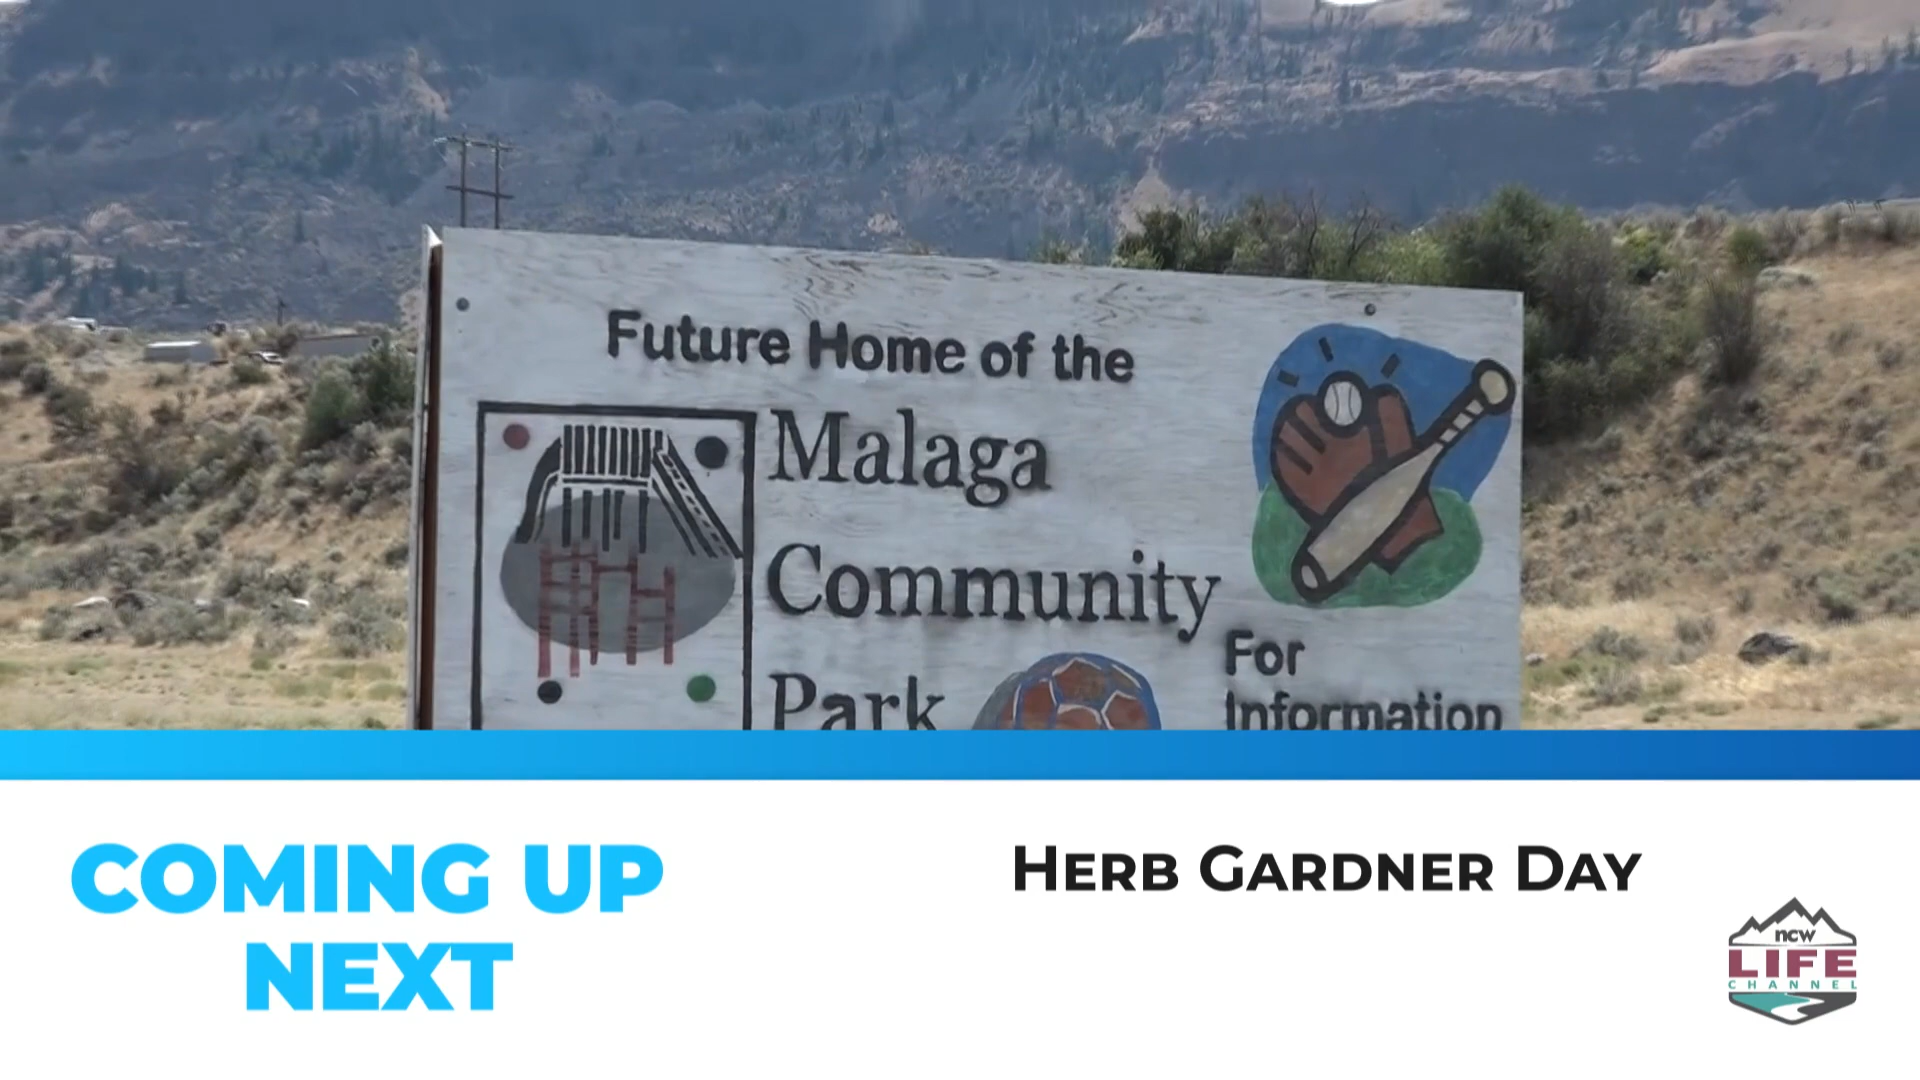 Future Home of the
Malaga
Community
Park
For
Information
COMING UP
NEXT
HERB GARDNER DAY
ncw
LIFE
CHANNEL